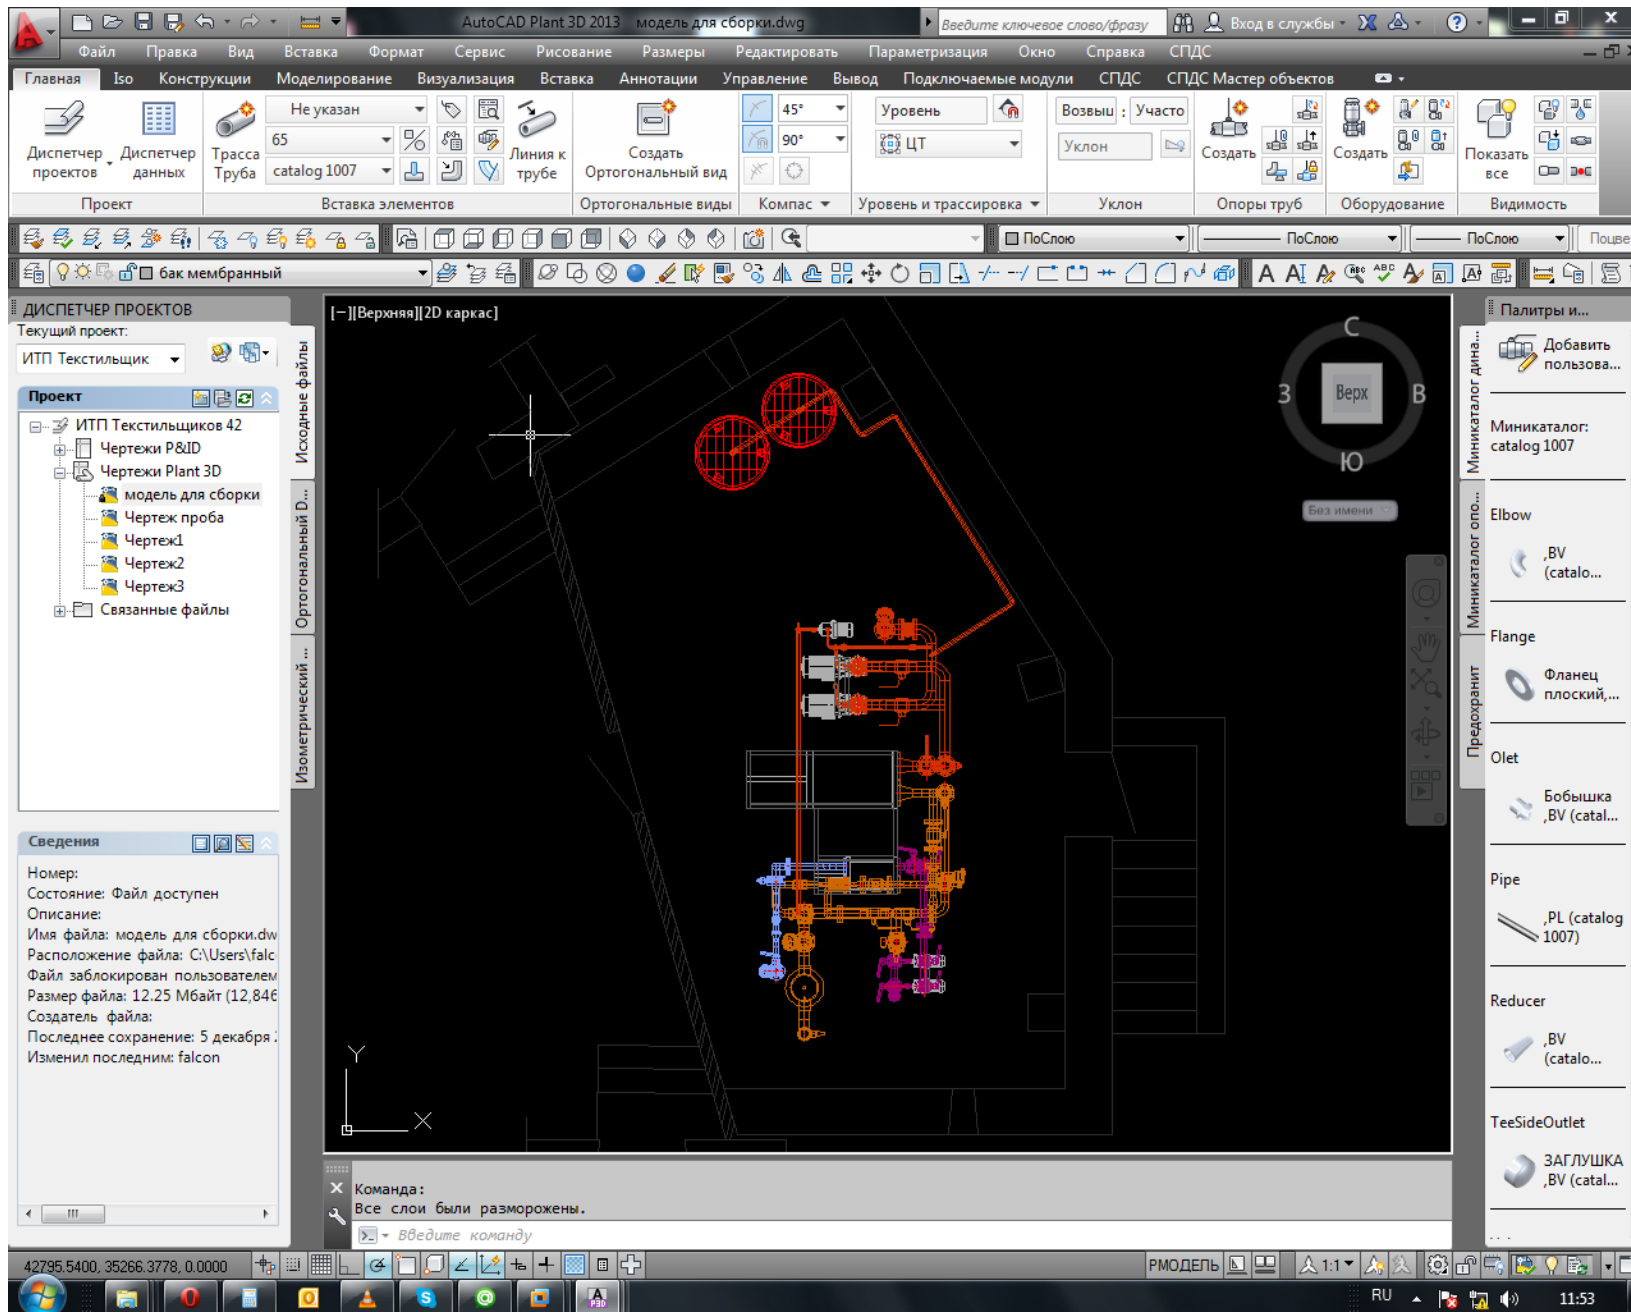 AutoCAD Plant 3D 2013 модель для сборки.dwg
Введите ключевое слово/фразу
Вход в службы
Файл Правка Вид Вставка Формат Сервис Рисование Размеры Редактировать Параметризация Окно Справка СПДС
Главная Iso Конструкции Моделирование Визуализация Вставка Аннотации Управление Вывод Подключаемые модули СПДС СПДС Мастер объектов
Диспетчер проектов
Диспетчер данных
Трасса Труба
Не указан
65
catalog 1007
Линия к трубе
Создать Ортогональный вид
45°
90°
Уровень
ЦТ
Возвыш : Участо
Уклон
Создать
Создать
Показать все
Проект Вставка элементов Ортогональные виды Компас Уровень и трассировка Уклон Опоры труб Оборудование Видимость
ПоСлою ПоСлою ПоСлою Поцве
бак мембранный
ДИСПЕТЧЕР ПРОЕКТОВ
Текущий проект:
ИТП Текстильщик
Проект
ИТП Текстильщиков 42
Чертежи P&ID
Чертежи Plant 3D
модель для сборки
Чертеж проба
Чертеж1
Чертеж2
Чертеж3
Связанные файлы
Исходные файлы
Ортогональный D...
Изометрический ...
Сведения
Номер:
Состояние: Файл доступен
Описание:
Имя файла: модель для сборки.dw
Расположение файла: C:\Users\falc
Файл заблокирован пользователем
Размер файла: 12.25 Мбайт (12,846
Создатель файла:
Последнее сохранение: 5 декабря
Изменил последним: falcon
[−][Верхняя][2D каркас]
С
З
Верх
В
Ю
Без имени
Y
X
Палитры и...
Миникаталог дина...
Миникаталог опо...
Предохранит
Добавить пользова...
Миникаталог:
catalog 1007
Elbow
,BV
(catalo...
Flange
Фланец
плоский,...
Olet
Бобышка
,BV (catal...
Pipe
,PL (catalog
1007)
Reducer
,BV
(catalo...
TeeSideOutlet
ЗАГЛУШКА
,BV (catal...
Команда:
Все слои были разморожены.
Введите команду
42795.5400, 35266.3778, 0.0000
РМОДЕЛЬ
1:1
RU
11:53